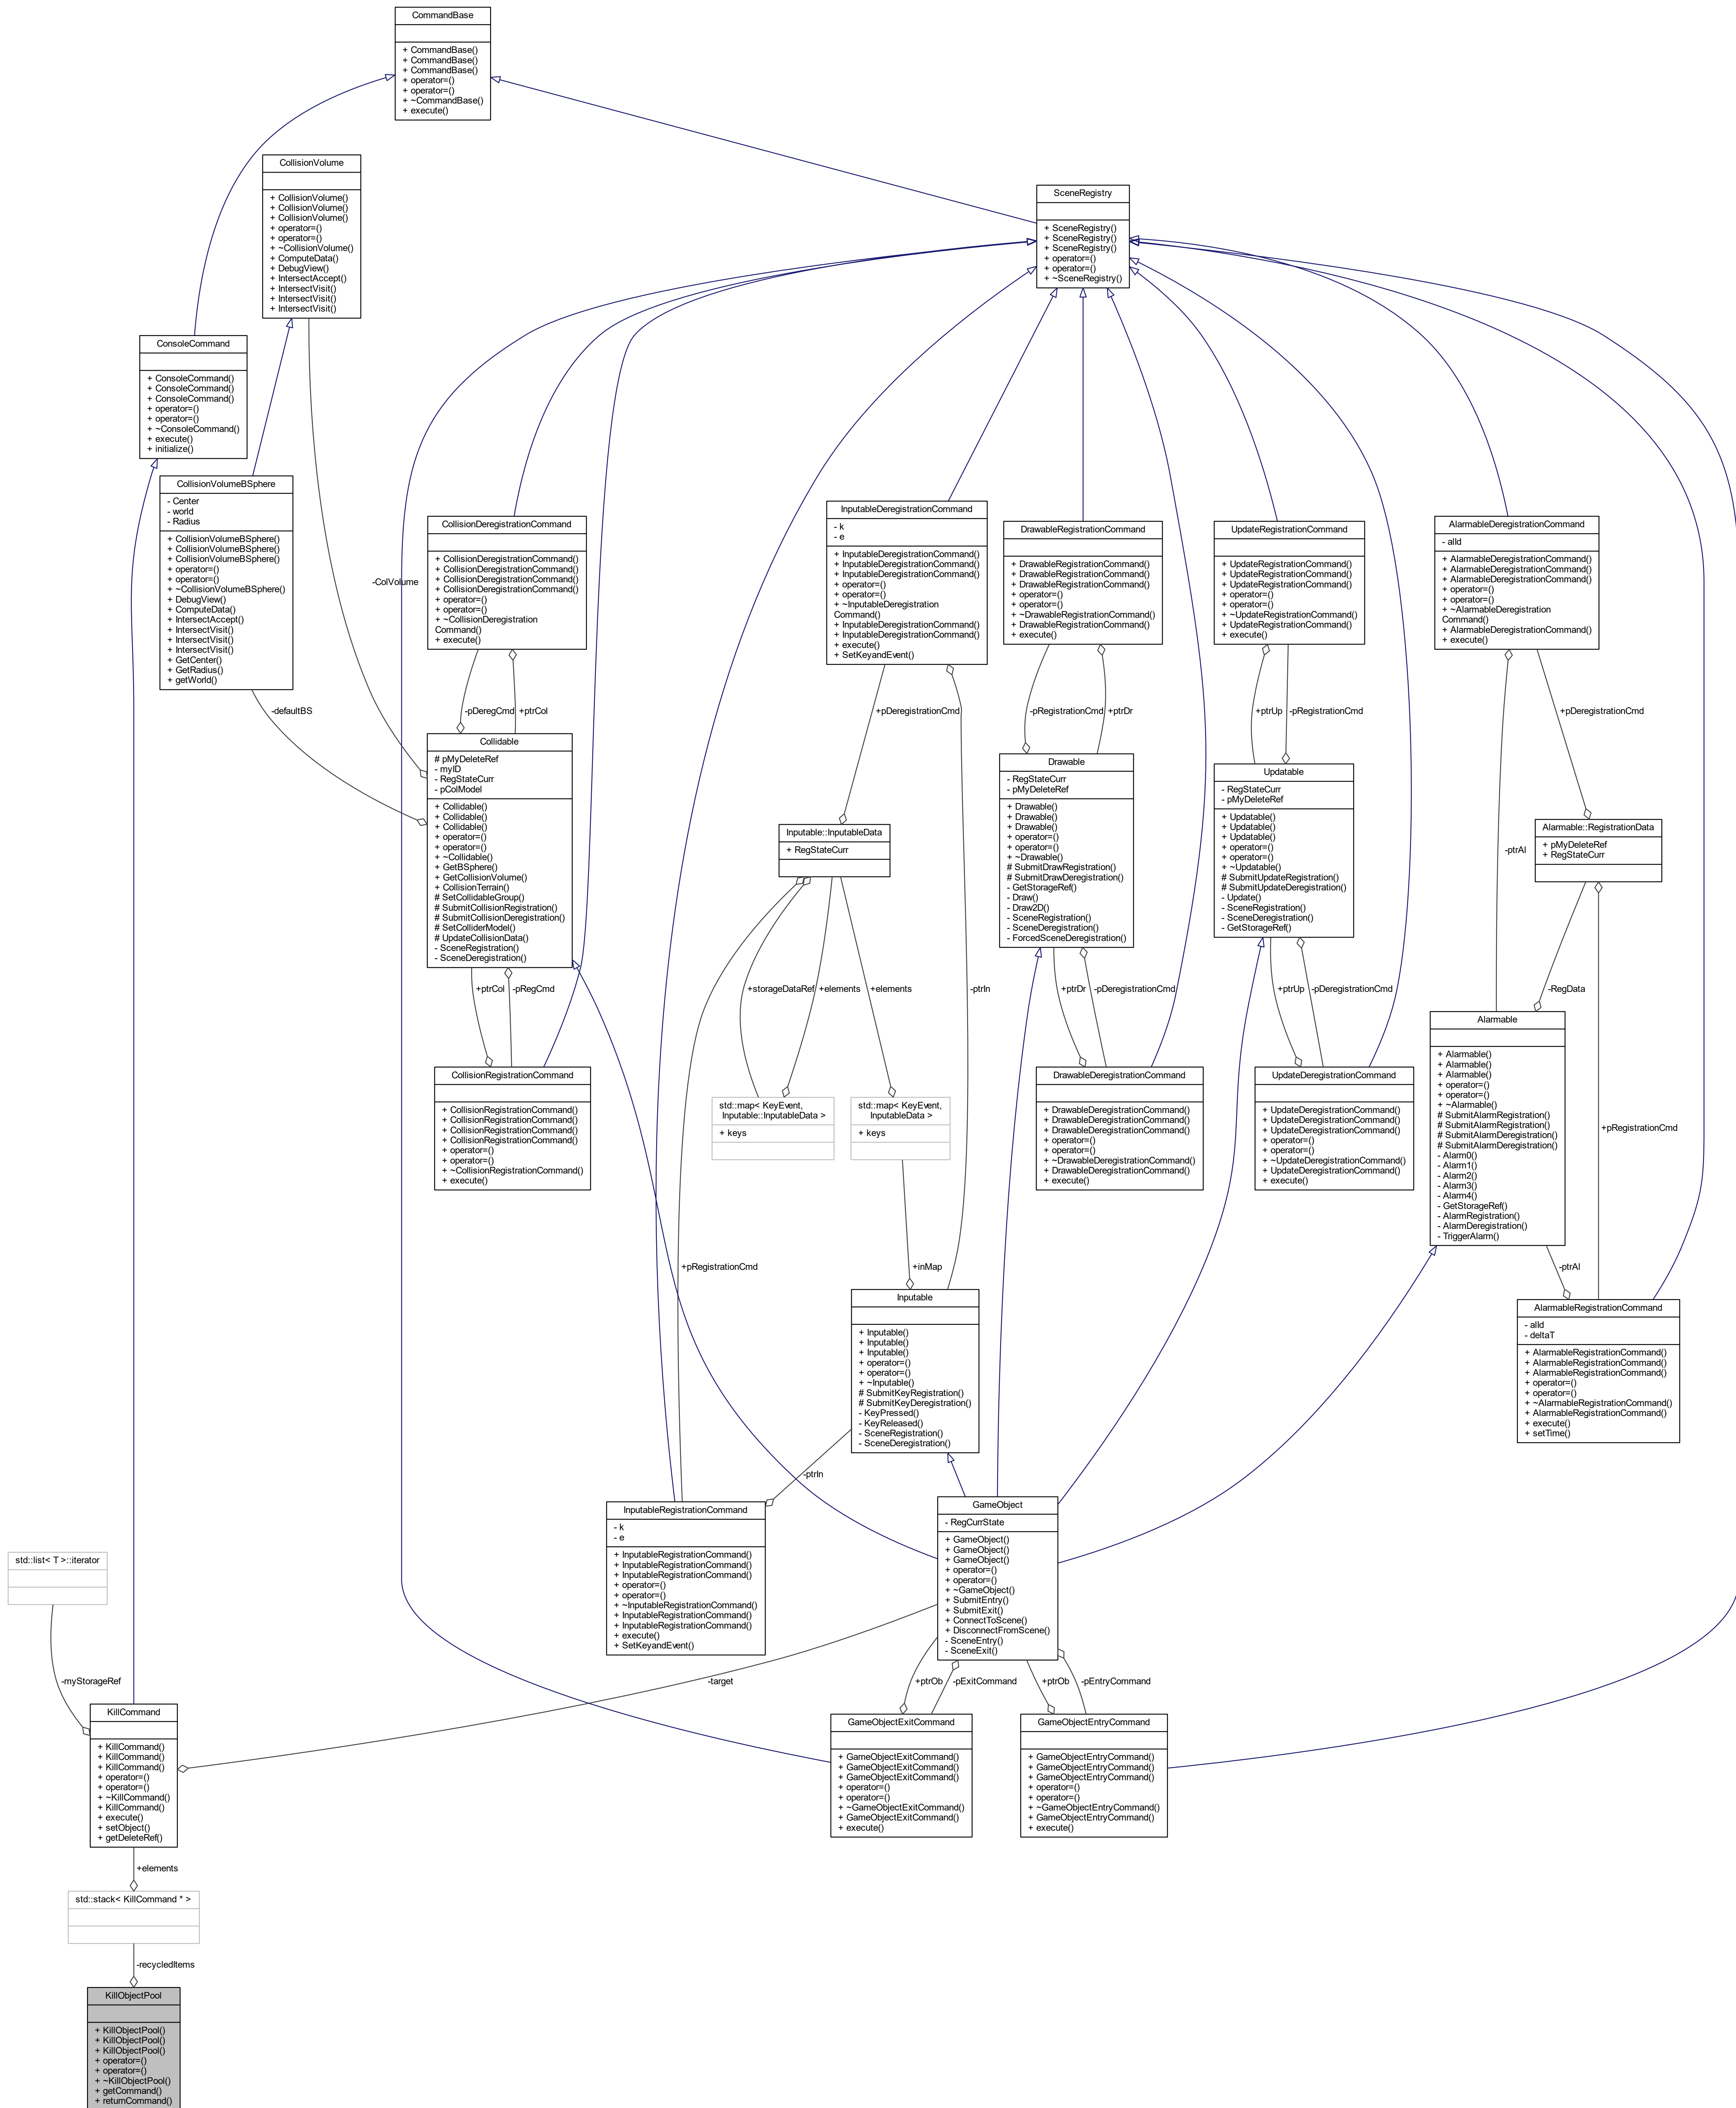 CommandBase
+ CommandBase()
+ CommandBase()
+ CommandBase()
+ operator=()
+ operator=()
+ ~CommandBase()
+ execute()
CollisionVolume
+ CollisionVolume()
+ CollisionVolume()
+ CollisionVolume()
+ operator=()
+ operator=()
+ ~CollisionVolume()
+ ComputeData()
+ DebugView()
+ IntersectAccept()
+ IntersectVisit()
+ IntersectVisit()
+ IntersectVisit()
SceneRegistry
+ SceneRegistry()
+ SceneRegistry()
+ SceneRegistry()
+ operator=()
+ operator=()
+ ~SceneRegistry()
ConsoleCommand
+ ConsoleCommand()
+ ConsoleCommand()
+ ConsoleCommand()
+ operator=()
+ operator=()
+ ~ConsoleCommand()
+ execute()
+ initialize()
CollisionVolumeBSphere
- Center
- world
- Radius
+ CollisionVolumeBSphere()
+ CollisionVolumeBSphere()
+ CollisionVolumeBSphere()
+ operator=()
+ operator=()
+ ~CollisionVolumeBSphere()
+ DebugView()
+ ComputeData()
+ IntersectAccept()
+ IntersectVisit()
+ IntersectVisit()
+ IntersectVisit()
+ GetCenter()
+ GetRadius()
+ getWorld()
-ColVolume
CollisionDeregistrationCommand
+ CollisionDeregistrationCommand()
+ CollisionDeregistrationCommand()
+ CollisionDeregistrationCommand()
+ CollisionDeregistrationCommand()
+ operator=()
+ operator=()
+ ~CollisionDeregistration
Command()
+ execute()
InputableDeregistrationCommand
- k
- e
+ InputableDeregistrationCommand()
+ InputableDeregistrationCommand()
+ InputableDeregistrationCommand()
+ operator=()
+ operator=()
+ ~InputableDeregistration
Command()
+ InputableDeregistrationCommand()
+ InputableDeregistrationCommand()
+ execute()
+ SetKeyandEvent()
DrawableRegistrationCommand
+ DrawableRegistrationCommand()
+ DrawableRegistrationCommand()
+ DrawableRegistrationCommand()
+ operator=()
+ operator=()
+ ~DrawableRegistrationCommand()
+ DrawableRegistrationCommand()
+ execute()
UpdateRegistrationCommand
+ UpdateRegistrationCommand()
+ UpdateRegistrationCommand()
+ UpdateRegistrationCommand()
+ operator=()
+ operator=()
+ ~UpdateRegistrationCommand()
+ UpdateRegistrationCommand()
+ execute()
AlarmableDeregistrationCommand
- alId
+ AlarmableDeregistrationCommand()
+ AlarmableDeregistrationCommand()
+ AlarmableDeregistrationCommand()
+ operator=()
+ operator=()
+ ~AlarmableDeregistration
Command()
+ AlarmableDeregistrationCommand()
+ execute()
-defaultBS
-pDeregCmd
+ptrCol
+pDeregistrationCmd
-pRegistrationCmd
+ptrDr
+ptrUp
-pRegistrationCmd
+pDeregistrationCmd
Collidable
# pMyDeleteRef
- myID
- RegStateCurr
- pColModel
+ Collidable()
+ Collidable()
+ Collidable()
+ operator=()
+ operator=()
+ ~Collidable()
+ GetBSphere()
+ GetCollisionVolume()
+ CollisionTerrain()
# SetCollidableGroup()
# SubmitCollisionRegistration()
# SubmitCollisionDeregistration()
# SetColliderModel()
# UpdateCollisionData()
- SceneRegistration()
- SceneDeregistration()
Inputable::InputableData
+ RegStateCurr
Drawable
- RegStateCurr
- pMyDeleteRef
+ Drawable()
+ Drawable()
+ Drawable()
+ operator=()
+ operator=()
+ ~Drawable()
# SubmitDrawRegistration()
# SubmitDrawDeregistration()
- GetStorageRef()
- Draw()
- Draw2D()
- SceneRegistration()
- SceneDeregistration()
- ForcedSceneDeregistration()
Updatable
- RegStateCurr
- pMyDeleteRef
+ Updatable()
+ Updatable()
+ Updatable()
+ operator=()
+ operator=()
+ ~Updatable()
# SubmitUpdateRegistration()
# SubmitUpdateDeregistration()
- Update()
- SceneRegistration()
- SceneDeregistration()
- GetStorageRef()
-ptrAl
Alarmable::RegistrationData
+ pMyDeleteRef
+ RegStateCurr
+ptrCol
-pRegCmd
+storageDataRef
+elements
+elements
-ptrIn
+ptrDr
-pDeregistrationCmd
+ptrUp
-pDeregistrationCmd
-RegData
CollisionRegistrationCommand
+ CollisionRegistrationCommand()
+ CollisionRegistrationCommand()
+ CollisionRegistrationCommand()
+ CollisionRegistrationCommand()
+ operator=()
+ operator=()
+ ~CollisionRegistrationCommand()
+ execute()
std::map< KeyEvent,
Inputable::InputableData >
+ keys
std::map< KeyEvent,
InputableData >
+ keys
DrawableDeregistrationCommand
+ DrawableDeregistrationCommand()
+ DrawableDeregistrationCommand()
+ DrawableDeregistrationCommand()
+ operator=()
+ operator=()
+ ~DrawableDeregistrationCommand()
+ DrawableDeregistrationCommand()
+ execute()
UpdateDeregistrationCommand
+ UpdateDeregistrationCommand()
+ UpdateDeregistrationCommand()
+ UpdateDeregistrationCommand()
+ operator=()
+ operator=()
+ ~UpdateDeregistrationCommand()
+ UpdateDeregistrationCommand()
+ execute()
Alarmable
+ Alarmable()
+ Alarmable()
+ Alarmable()
+ operator=()
+ operator=()
+ ~Alarmable()
# SubmitAlarmRegistration()
# SubmitAlarmRegistration()
# SubmitAlarmDeregistration()
# SubmitAlarmDeregistration()
- Alarm0()
- Alarm1()
- Alarm2()
- Alarm3()
- Alarm4()
- GetStorageRef()
- AlarmRegistration()
- AlarmDeregistration()
- TriggerAlarm()
+pRegistrationCmd
+pRegistrationCmd
+inMap
-ptrAl
Inputable
+ Inputable()
+ Inputable()
+ Inputable()
+ operator=()
+ operator=()
+ ~Inputable()
# SubmitKeyRegistration()
# SubmitKeyDeregistration()
- KeyPressed()
- KeyReleased()
- SceneRegistration()
- SceneDeregistration()
AlarmableRegistrationCommand
- alId
- deltaT
+ AlarmableRegistrationCommand()
+ AlarmableRegistrationCommand()
+ AlarmableRegistrationCommand()
+ operator=()
+ operator=()
+ ~AlarmableRegistrationCommand()
+ AlarmableRegistrationCommand()
+ execute()
+ setTime()
-ptrIn
InputableRegistrationCommand
- k
- e
+ InputableRegistrationCommand()
+ InputableRegistrationCommand()
+ InputableRegistrationCommand()
+ operator=()
+ operator=()
+ ~InputableRegistrationCommand()
+ InputableRegistrationCommand()
+ InputableRegistrationCommand()
+ execute()
+ SetKeyandEvent()
GameObject
- RegCurrState
+ GameObject()
+ GameObject()
+ GameObject()
+ operator=()
+ operator=()
+ ~GameObject()
+ SubmitEntry()
+ SubmitExit()
+ ConnectToScene()
+ DisconnectFromScene()
- SceneEntry()
- SceneExit()
std::list< T >::iterator
-myStorageRef
-target
+ptrOb
-pExitCommand
+ptrOb
-pEntryCommand
KillCommand
+ KillCommand()
+ KillCommand()
+ KillCommand()
+ operator=()
+ operator=()
+ ~KillCommand()
+ KillCommand()
+ execute()
+ setObject()
+ getDeleteRef()
GameObjectExitCommand
+ GameObjectExitCommand()
+ GameObjectExitCommand()
+ GameObjectExitCommand()
+ operator=()
+ operator=()
+ ~GameObjectExitCommand()
+ GameObjectExitCommand()
+ execute()
GameObjectEntryCommand
+ GameObjectEntryCommand()
+ GameObjectEntryCommand()
+ GameObjectEntryCommand()
+ operator=()
+ operator=()
+ ~GameObjectEntryCommand()
+ GameObjectEntryCommand()
+ execute()
+elements
std::stack< KillCommand * >
-recycledItems
KillObjectPool
+ KillObjectPool()
+ KillObjectPool()
+ KillObjectPool()
+ operator=()
+ operator=()
+ ~KillObjectPool()
+ getCommand()
+ returnCommand()